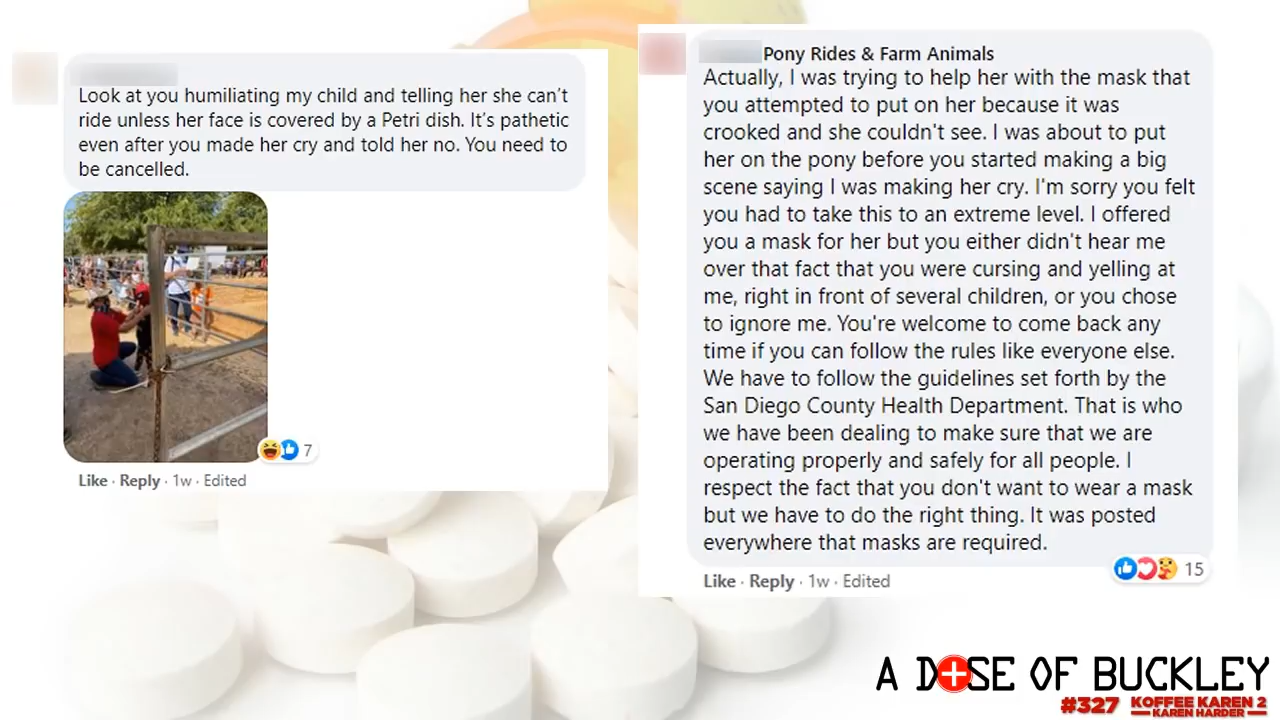 Look at you humiliating my child and telling her she can't
ride unless her face is covered by a Petri dish. It's pathetic
even after you made her cry and told her no. You need to
be cancelled.
7
Like · Reply · 1w · Edited
Pony Rides & Farm Animals
Actually, I was trying to help her with the mask that
you attempted to put on her because it was
crooked and she couldn't see. I was about to put
her on the pony before you started making a big
scene saying I was making her cry. I'm sorry you felt
you had to take this to an extreme level. I offered
you a mask for her but you either didn't hear me
over that fact that you were cursing and yelling at
me, right in front of several children, or you chose
to ignore me. You're welcome to come back any
time if you can follow the rules like everyone else.
We have to follow the guidelines set forth by the
San Diego County Health Department. That is who
we have been dealing to make sure that we are
operating properly and safely for all people. I
respect the fact that you don't want to wear a mask
but we have to do the right thing. It was posted
everywhere that masks are required.
15
Like · Reply · 1w · Edited
A DOSE OF BUCKLEY
#327 KOFFEE KAREN 2
KAREN HARDER